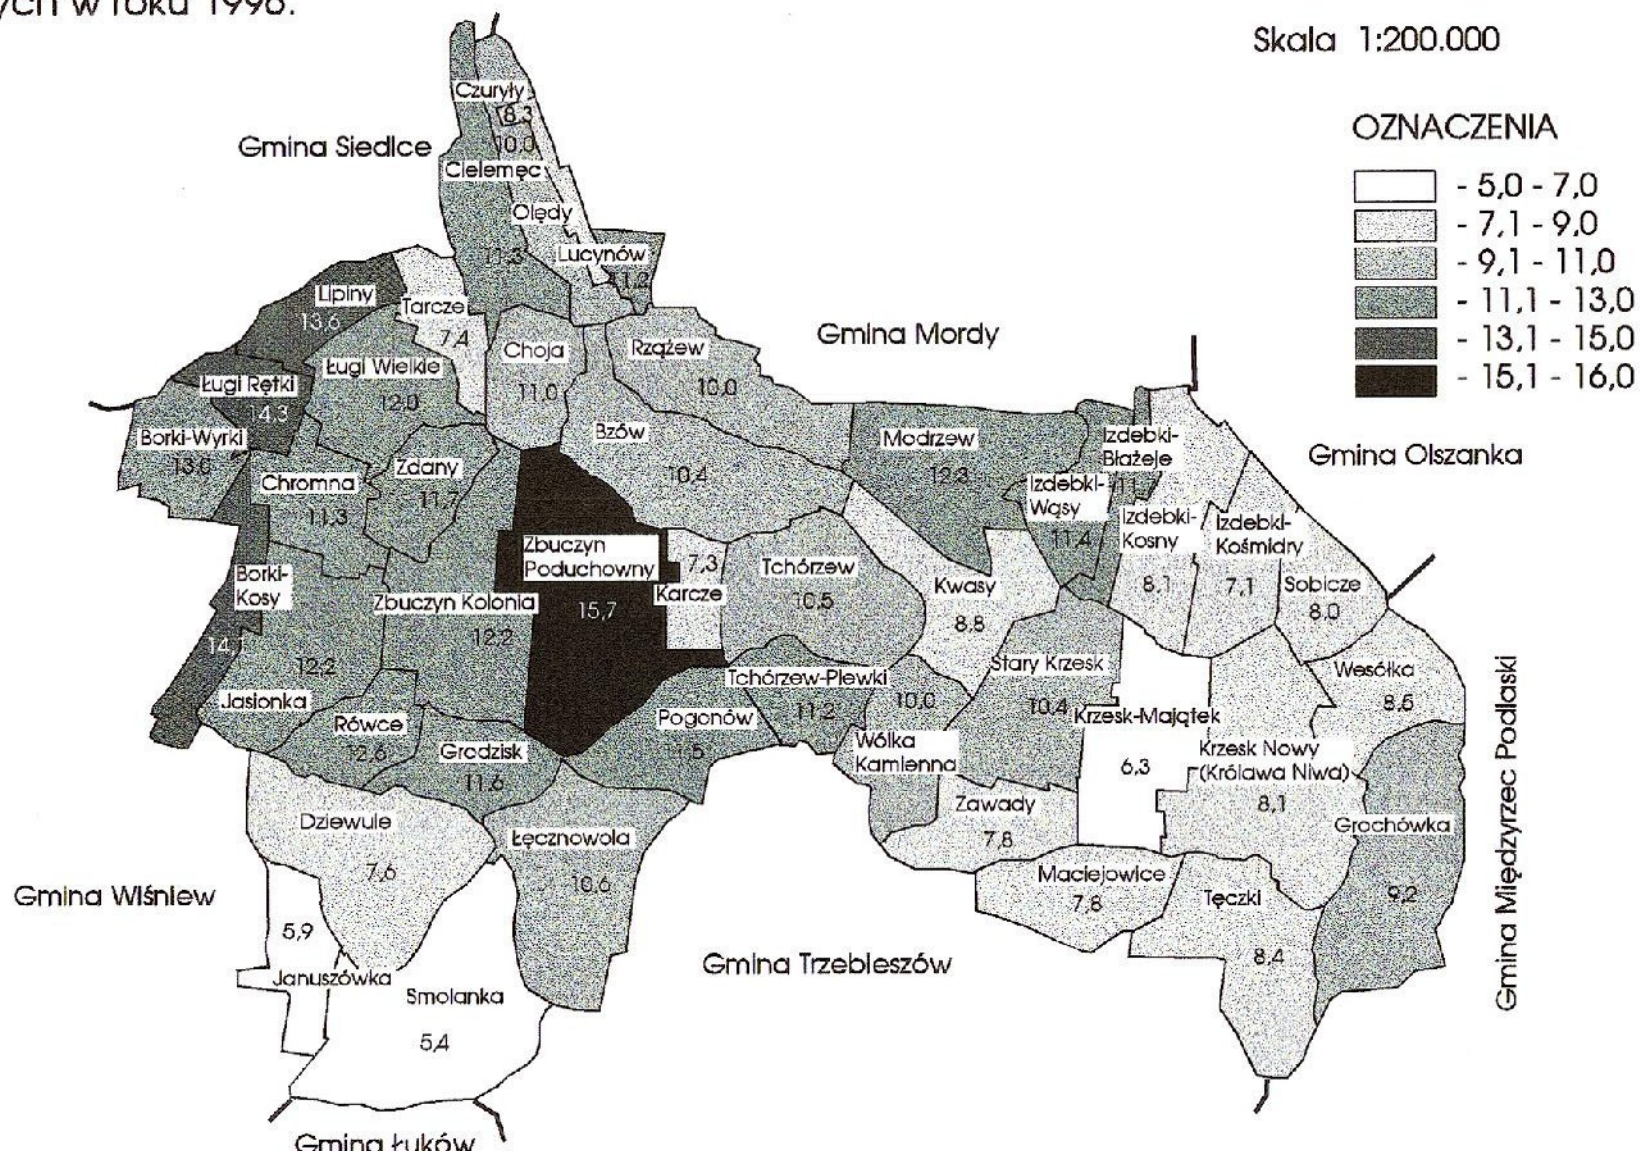 ych w roku 1996.
Skala 1:200.000
OZNACZENIA
- 5,0 - 7,0
- 7,1 - 9,0
- 9,1 - 11,0
- 11,1 - 13,0
- 13,1 - 15,0
- 15,1 - 16,0
Gmina Siedlce
Czuryły
8,3
10,0
Cielemęc
11,3
Olędy
Lucynów
11,2
Lipiny
13,6
Tarcze
7,4
Gmina Mordy
Ługi Wielkie
12,0
Choja
11,0
Rzążew
10,0
Ługi Rętki
14,3
Borki-Wyrki
13,0
Bzów
10,4
Modrzew
12,3
Izdebki-
Błażeje
11,7
Gmina Olszanka
Chromna
11,3
Zdany
11,7
Izdebki-
Wąsy
11,4
Izdebki-
Kosny
8,1
Izdebki-
Kośmidry
7,1
Sobicze
8,0
Zbuczyn
Poduchowny
15,7
7,3
Karcze
Tchórzew
10,5
Kwasy
8,8
Borki-
Kosy
14,
Zbuczyn Kolonia
12,2
12,2
Jasionka
Tchórzew-Plewki
11,2
10,0
Wólka
Kamienna
Stary Krzesk
10,4
Krzesk-Majątek
6,3
Wesółka
8,5
Rówce
12,6
Grodzisk
11,6
Pogonów
11,5
Krzesk Nowy
(Królawa Niwa)
8,1
Gmina Międzyrzec Podlaski
Dziewule
7,6
Łęcznowola
10,6
Zawady
7,8
Grochówka
9,2
Maciejowice
7,8
Tęczki
8,4
Gmina Wiśniew
5,9
Januszówka
Smolanka
5,4
Gmina Trzebieszów
Gmina Łuków